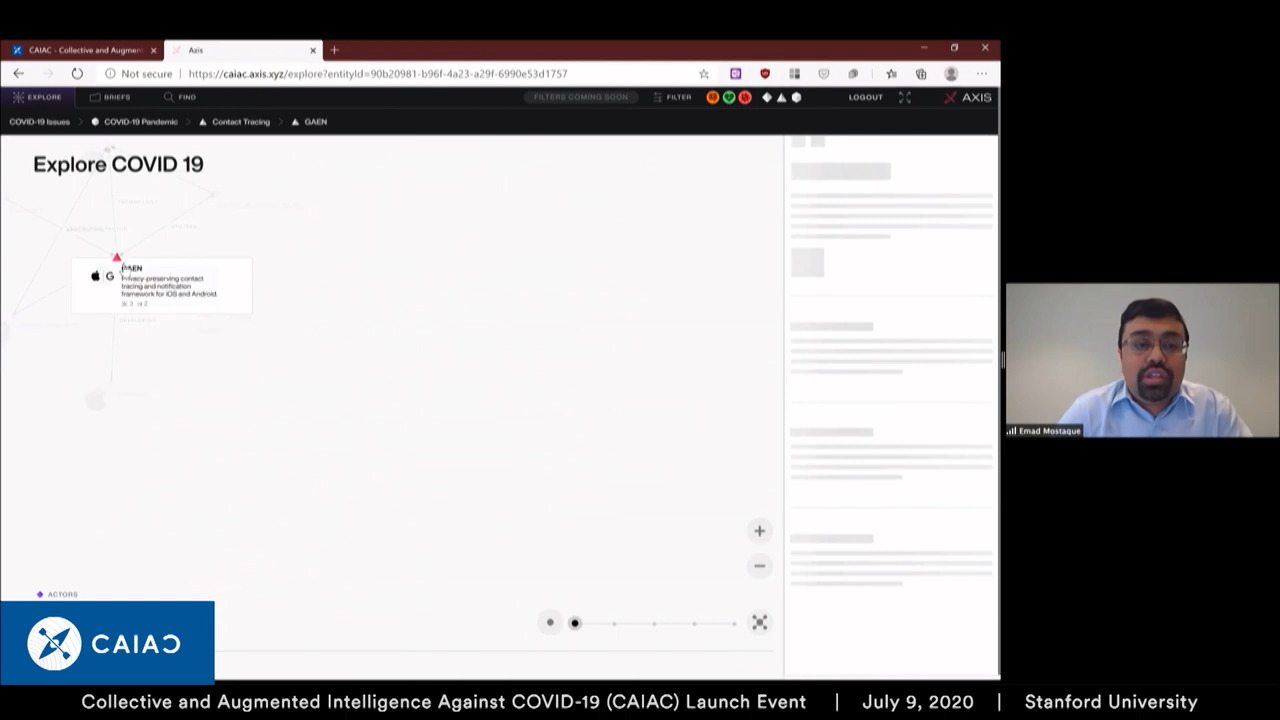 CAIAC - Collective and Augmen
Axis
Not secure
https://caiac.axis.xyz/explore?entityId=90b20981-b96f-4a23-a29f-6990e53d1757
EXPLORE
BRIEFS
FIND
FILTERS COMING SOON
FILTER
LOGOUT
AXIS
COVID-19 Issues
COVID-19 Pandemic
Contact Tracing
GAEN
Explore COVID 19
GAEN
Privacy-preserving contact
tracing and notification
framework for iOS and Android
3 2
ACTORS
Emad Mostaque
CAIAC
Collective and Augmented Intelligence Against COVID-19 (CAIAC) Launch Event | July 9, 2020 | Stanford University